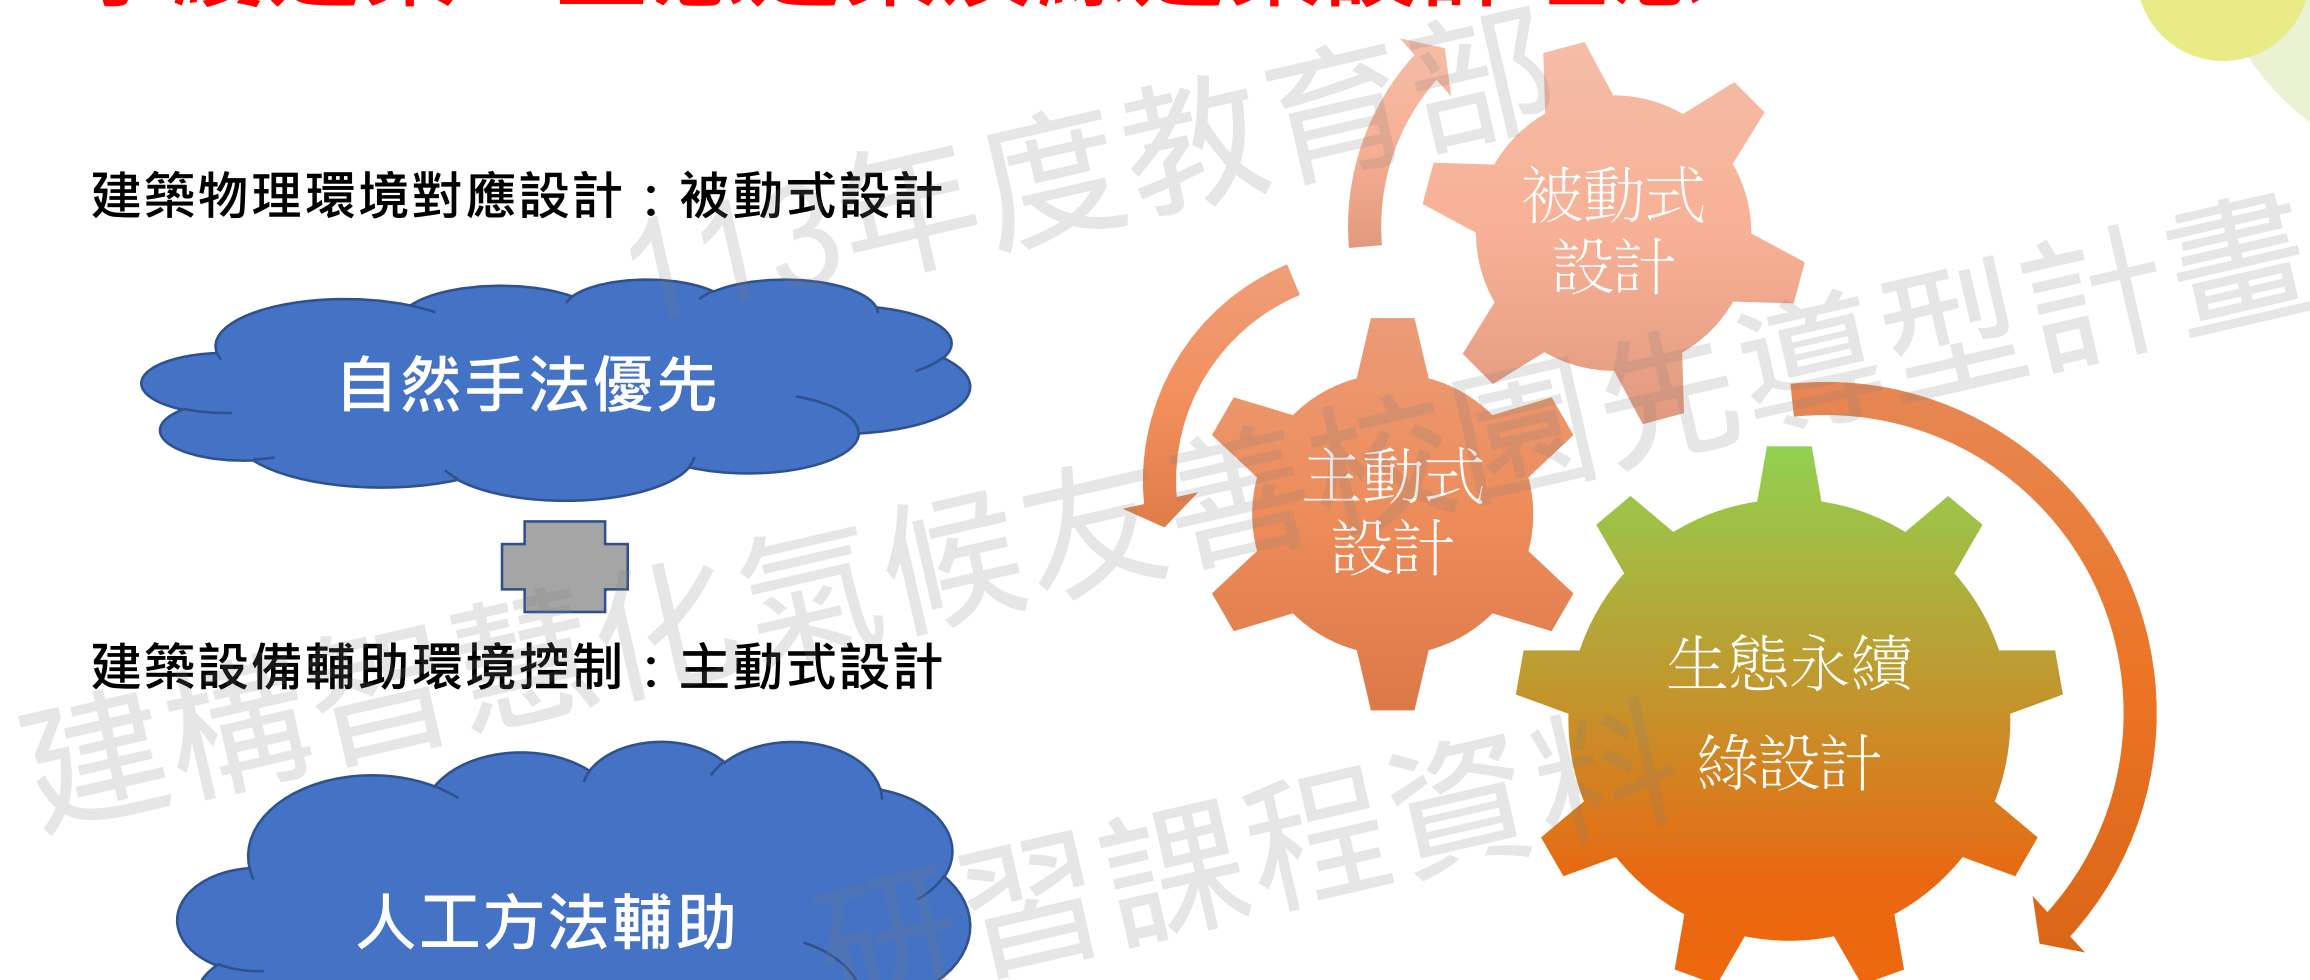 建築物理環境對應設計：被動式設計
自然手法優先
建築設備輔助環境控制：主動式設計
人工方法輔助
被動式
設計
主動式
設計
生態永續
綠設計
113年度教育部
建構智慧化氣候友善校園先導型計畫
研習課程資料